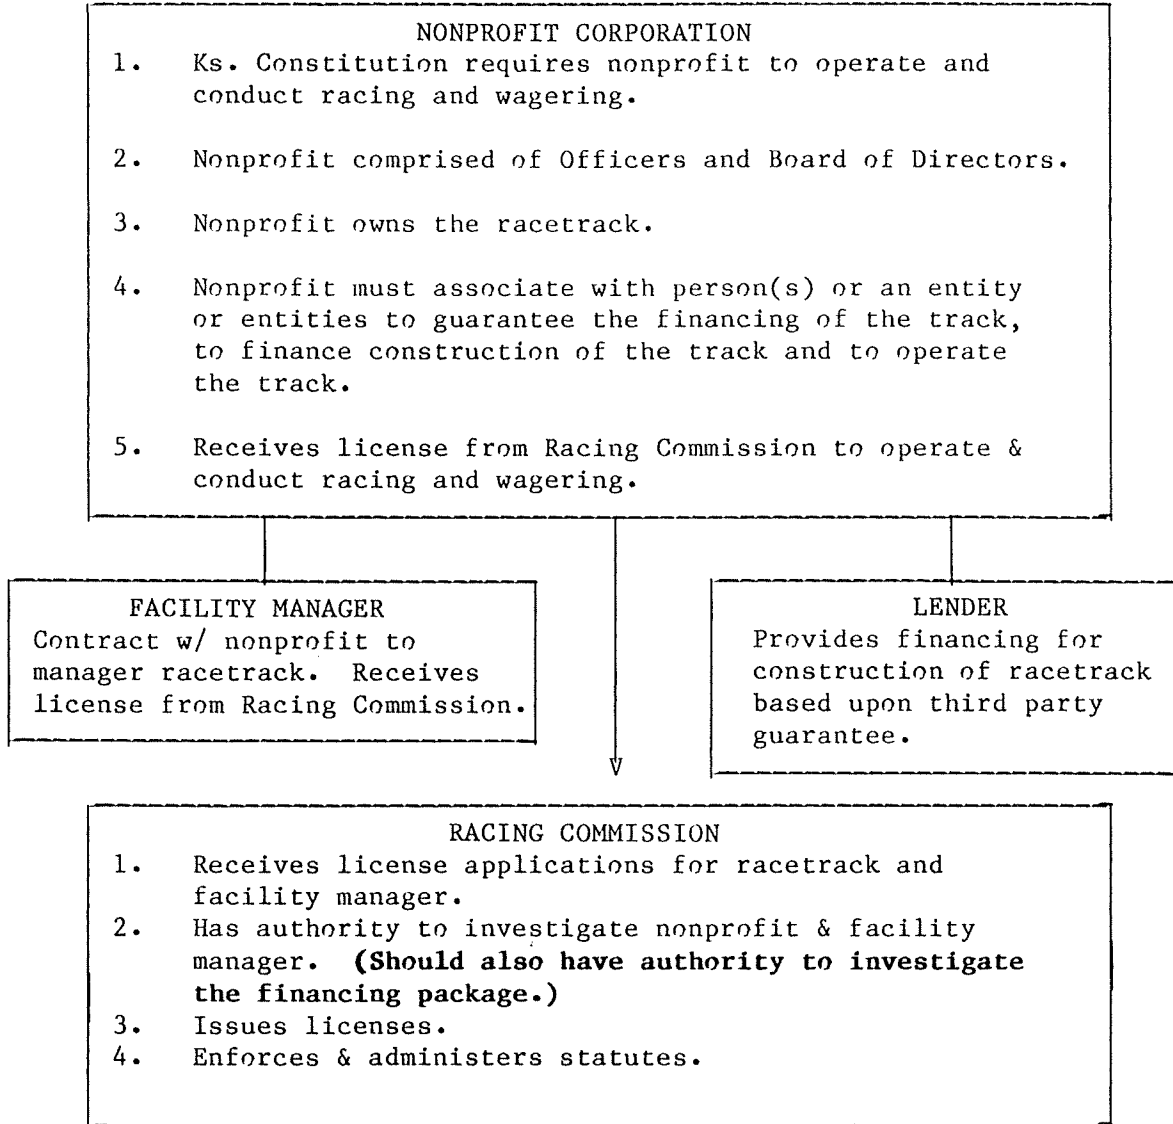 NONPROFIT CORPORATION
1. Ks. Constitution requires nonprofit to operate and
conduct racing and wagering.
2. Nonprofit comprised of Officers and Board of Directors.
3. Nonprofit owns the racetrack.
4. Nonprofit must associate with person(s) or an entity
or entities to guarantee the financing of the track,
to finance construction of the track and to operate
the track.
5. Receives license from Racing Commission to operate &
conduct racing and wagering.
FACILITY MANAGER
Contract w/ nonprofit to
manager racetrack. Receives
license from Racing Commission.
LENDER
Provides financing for
construction of racetrack
based upon third party
guarantee.
RACING COMMISSION
1. Receives license applications for racetrack and
facility manager.
2. Has authority to investigate nonprofit & facility
manager. (Should also have authority to investigate
the financing package.)
3. Issues licenses.
4. Enforces & administers statutes.